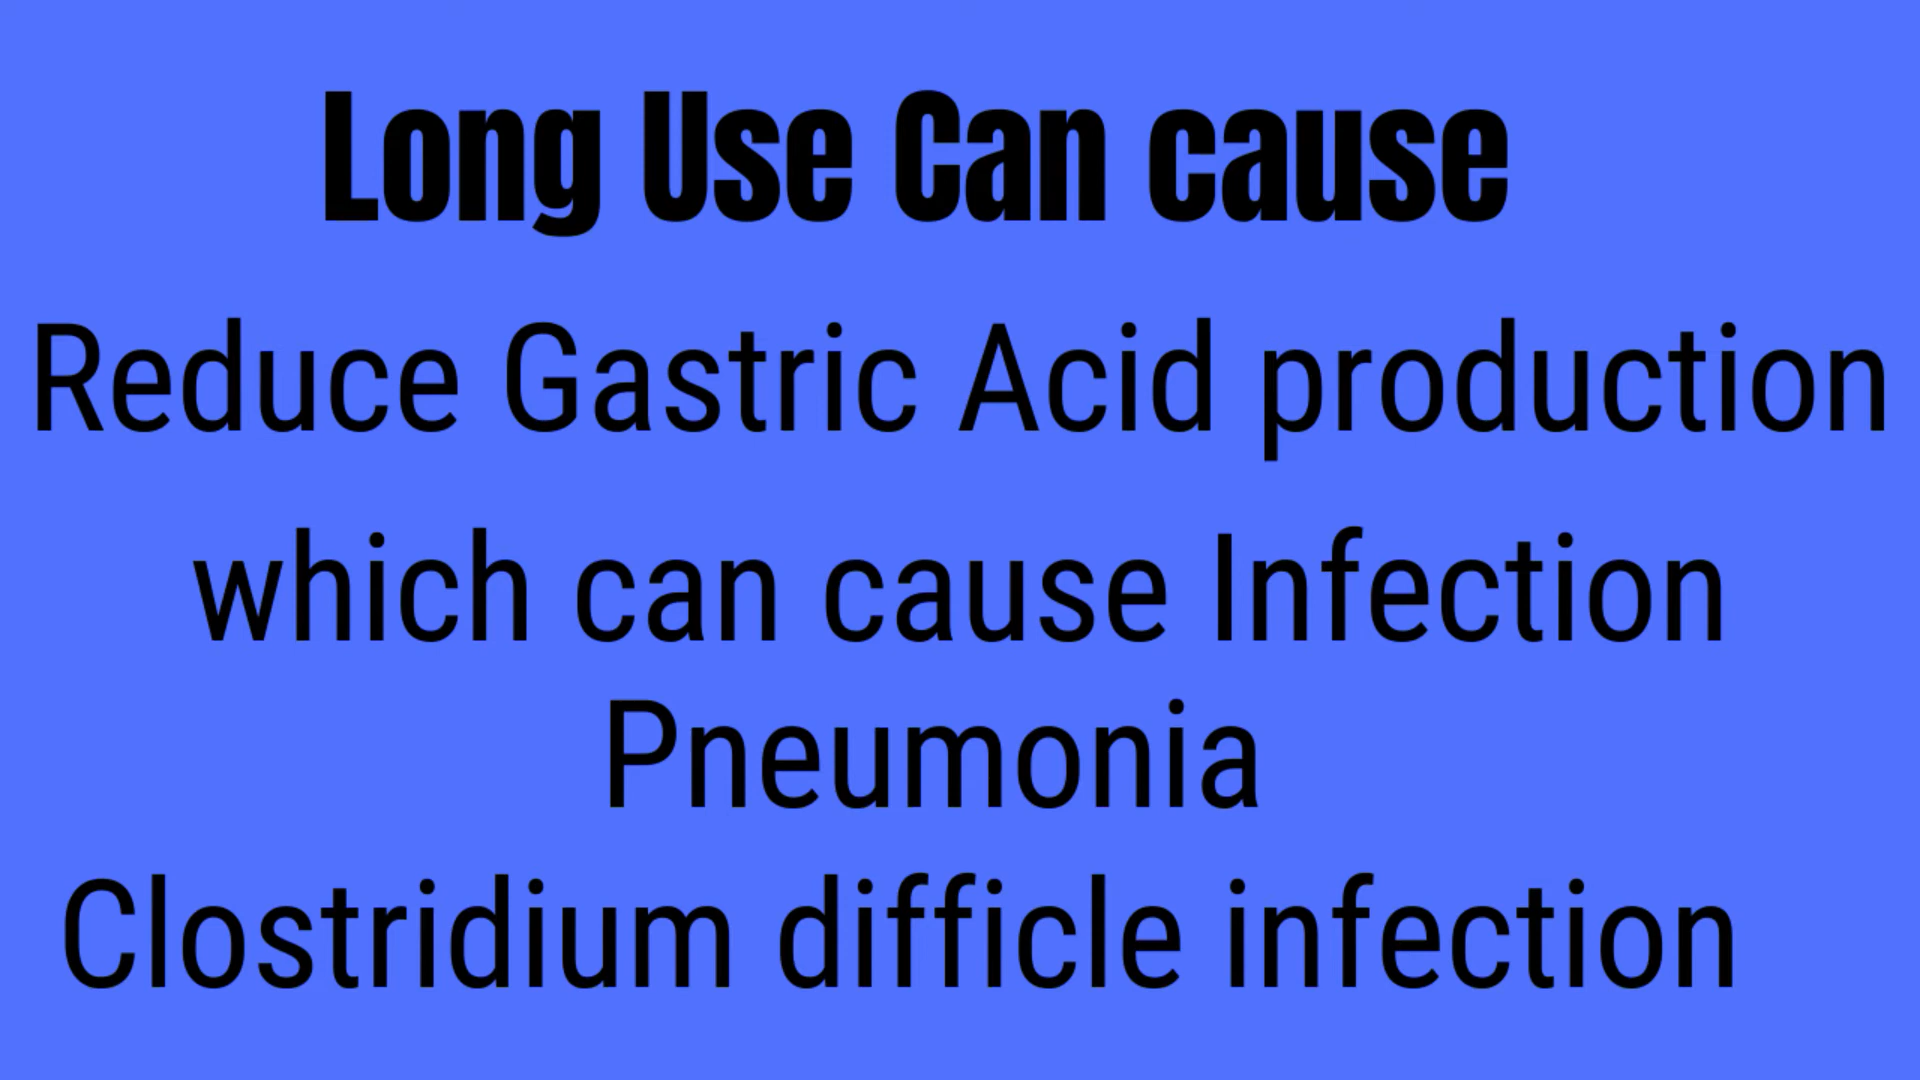 Long Use Can cause
Reduce Gastric Acid production
which can cause Infection
Pneumonia
Clostridium difficle infection